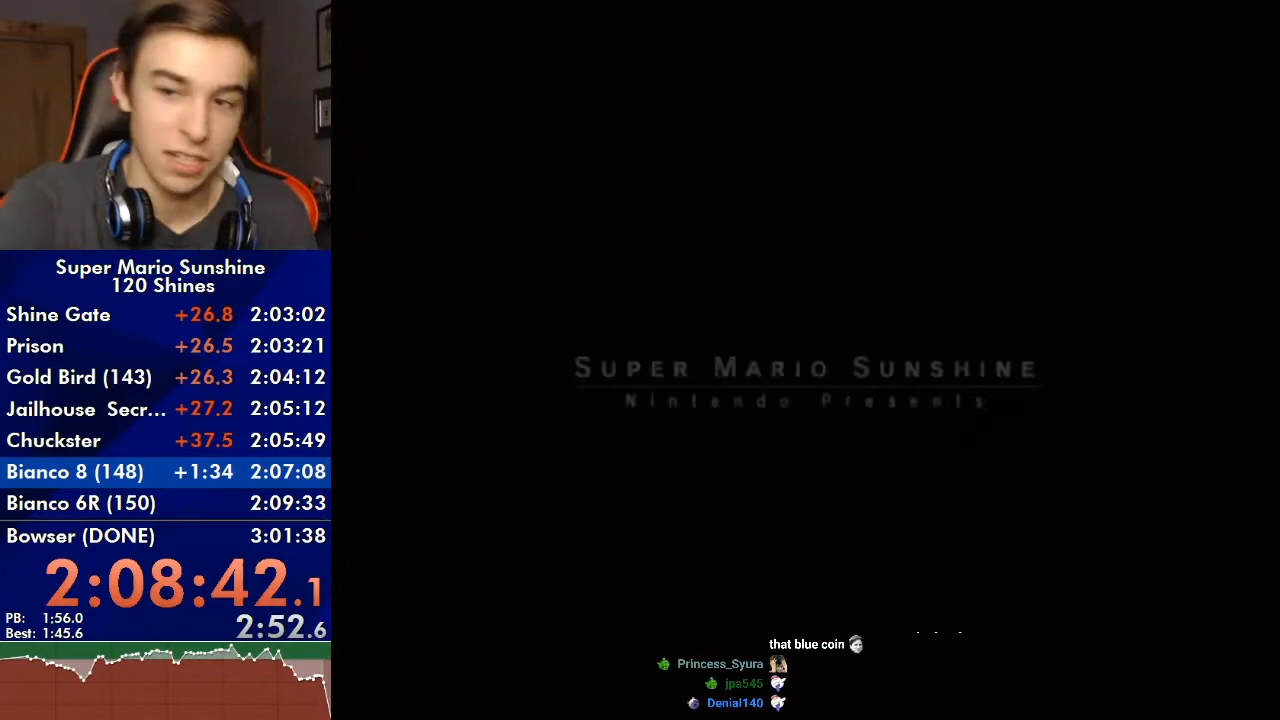 Super Mario Sunshine
120 Shines
Shine Gate +26.8 2:03:02
Prison +26.5 2:03:21
Gold Bird (143) +26.3 2:04:12
Jailhouse Secr... +27.2 2:05:12
Chuckster +37.5 2:05:49
Bianco 8 (148) +1:34 2:07:08
Bianco 6R (150) 2:09:33
Bowser (DONE) 3:01:38
2:08:42.1
PB: 1:56.0
Best: 1:45.6
2:52.6
SUPER MARIO SUNSHINE
Nintendo Presents
that blue coin
Princess_Syura
jpa545
Denial140